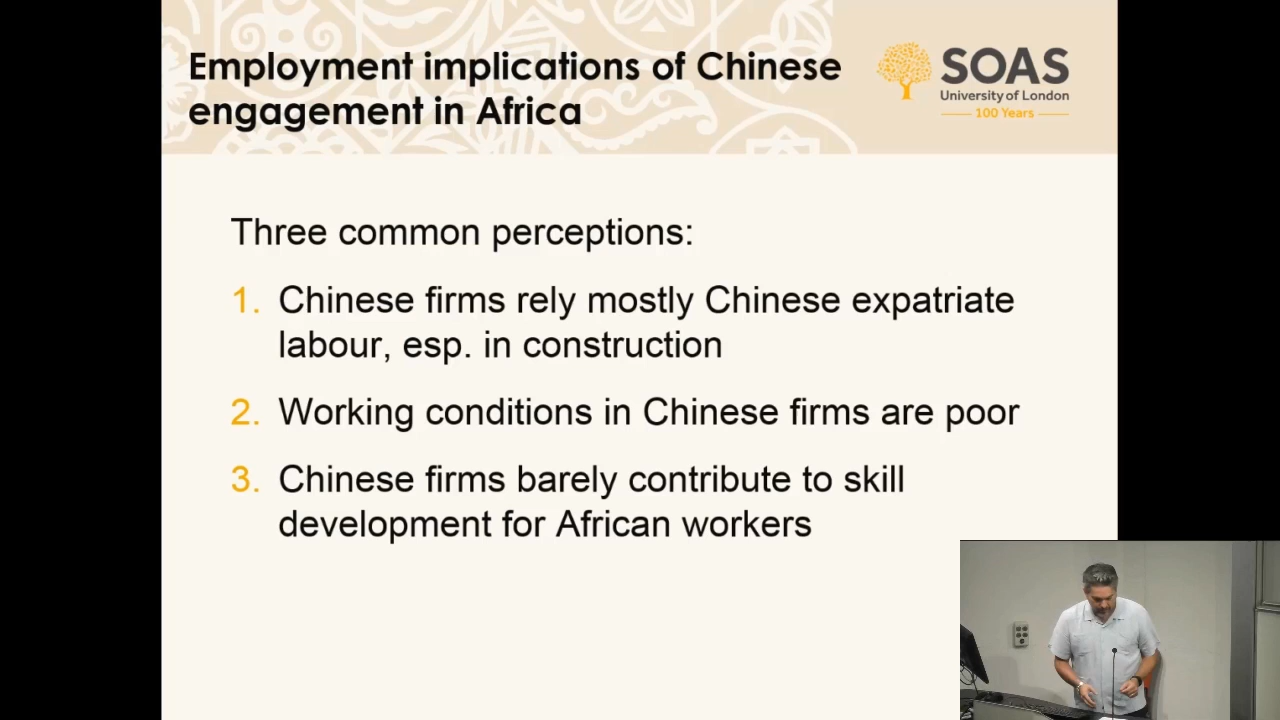 Employment implications of Chinese
engagement in Africa
SOAS
University of London
100 Years
Three common perceptions:
1. Chinese firms rely mostly Chinese expatriate
labour, esp. in construction
2. Working conditions in Chinese firms are poor
3. Chinese firms barely contribute to skill
development for African workers